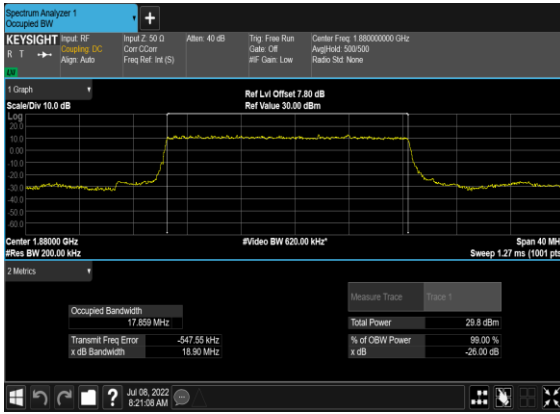 Spectrum Analyzer 1
Occupied BW
KEYSIGHT
Input: RF
Coupling: DC
Align: Auto
Input Z: 50 Ω
Corr CCorr
Freq Ref: Int (S)
Atten: 40 dB
Trig: Free Run
Gate: Off
#IF Gain: Low
Center Freq: 1.880000000 GHz
Avg|Hold: 500/500
Radio Std: None
R T
LXI
1 Graph
Scale/Div 10.0 dB
Ref Lvl Offset 7.80 dB
Ref Value 30.00 dBm
Log
20.0
10.0
0.00
-10.0
-20.0
-30.0
-40.0
-50.0
-60.0
Center 1.88000 GHz
#Res BW 200.00 kHz
#Video BW 620.00 kHz*
Span 40 MH
Sweep 1.27 ms (1001 pts
2 Metrics
Measure Trace
Trace 1
Occupied Bandwidth
17.859 MHz
Total Power
29.8 dBm
Transmit Freq Error
-547.55 kHz
% of OBW Power
99.00 %
x dB Bandwidth
18.90 MHz
x dB
-26.00 dB
Jul 08, 2022
8:21:08 AM